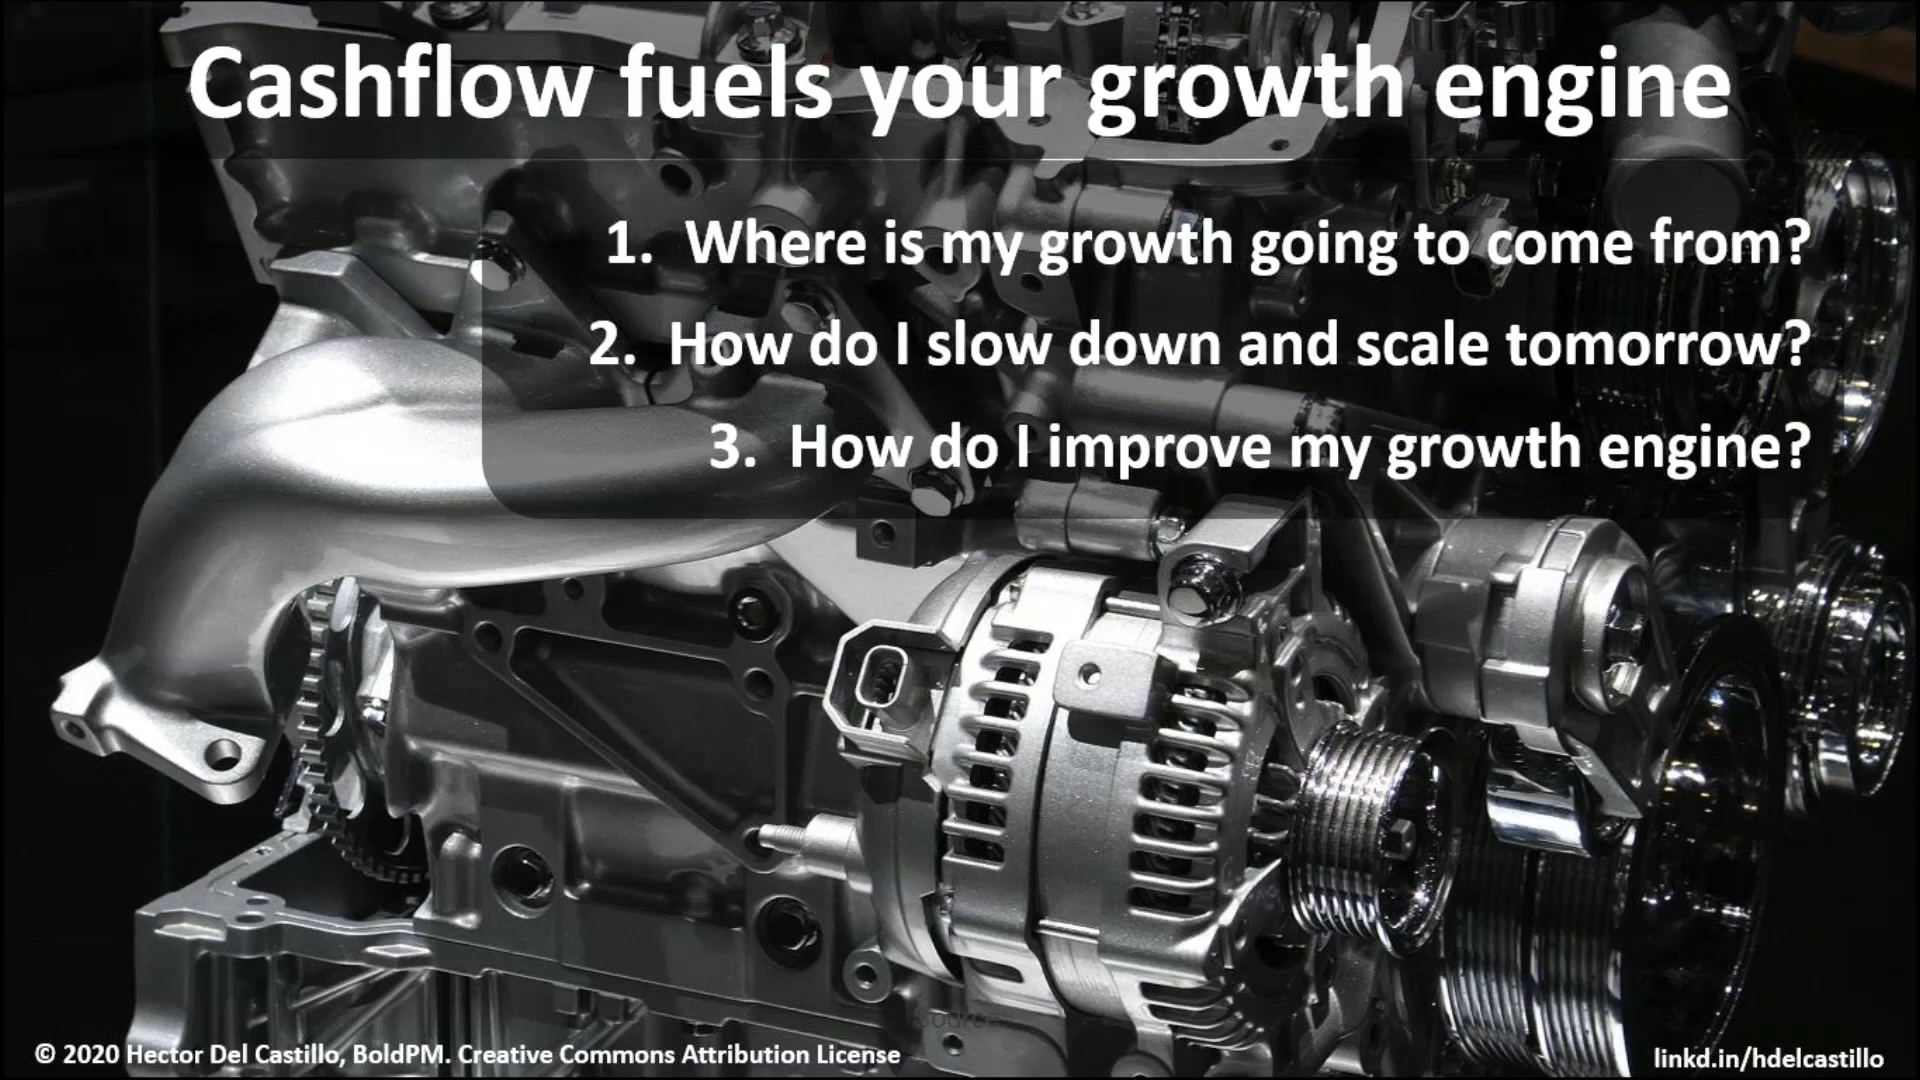 Cashflow fuels your growth engine
1. Where is my growth going to come from?
2. How do I slow down and scale tomorrow?
3. How do I improve my growth engine?
Source
© 2020 Hector Del Castillo, BoldPM. Creative Commons Attribution License
linkd.in/hdelcastillo